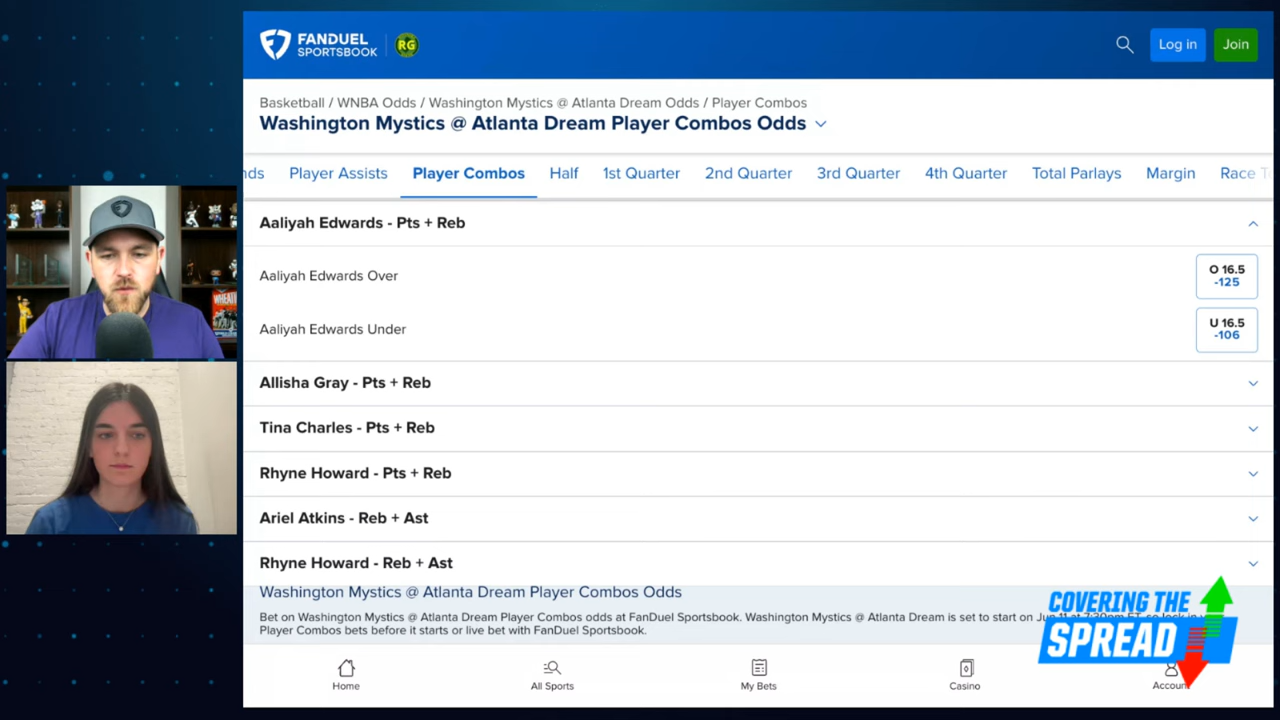 FANDUEL
SPORTSBOOK
RG
Log in
Join
Basketball / WNBA Odds / Washington Mystics @ Atlanta Dream Odds / Player Combos
Washington Mystics @ Atlanta Dream Player Combos Odds
nds Player Assists Player Combos Half 1st Quarter 2nd Quarter 3rd Quarter 4th Quarter Total Parlays Margin Race T
Aaliyah Edwards - Pts + Reb
Aaliyah Edwards Over
O 16.5
-125
Aaliyah Edwards Under
U 16.5
-106
Allisha Gray - Pts + Reb
Tina Charles - Pts + Reb
Rhyne Howard - Pts + Reb
Ariel Atkins - Reb + Ast
Rhyne Howard - Reb + Ast
Washington Mystics @ Atlanta Dream Player Combos Odds
Bet on Washington Mystics @ Atlanta Dream Player Combos odds at FanDuel Sportsbook. Washington Mystics @ Atlanta Dream is set to start on
Player Combos bets before it starts or live bet with FanDuel Sportsbook.
COVERING THE
SPREAD
Home
All Sports
My Bets
Casino
Account
WHEATIES